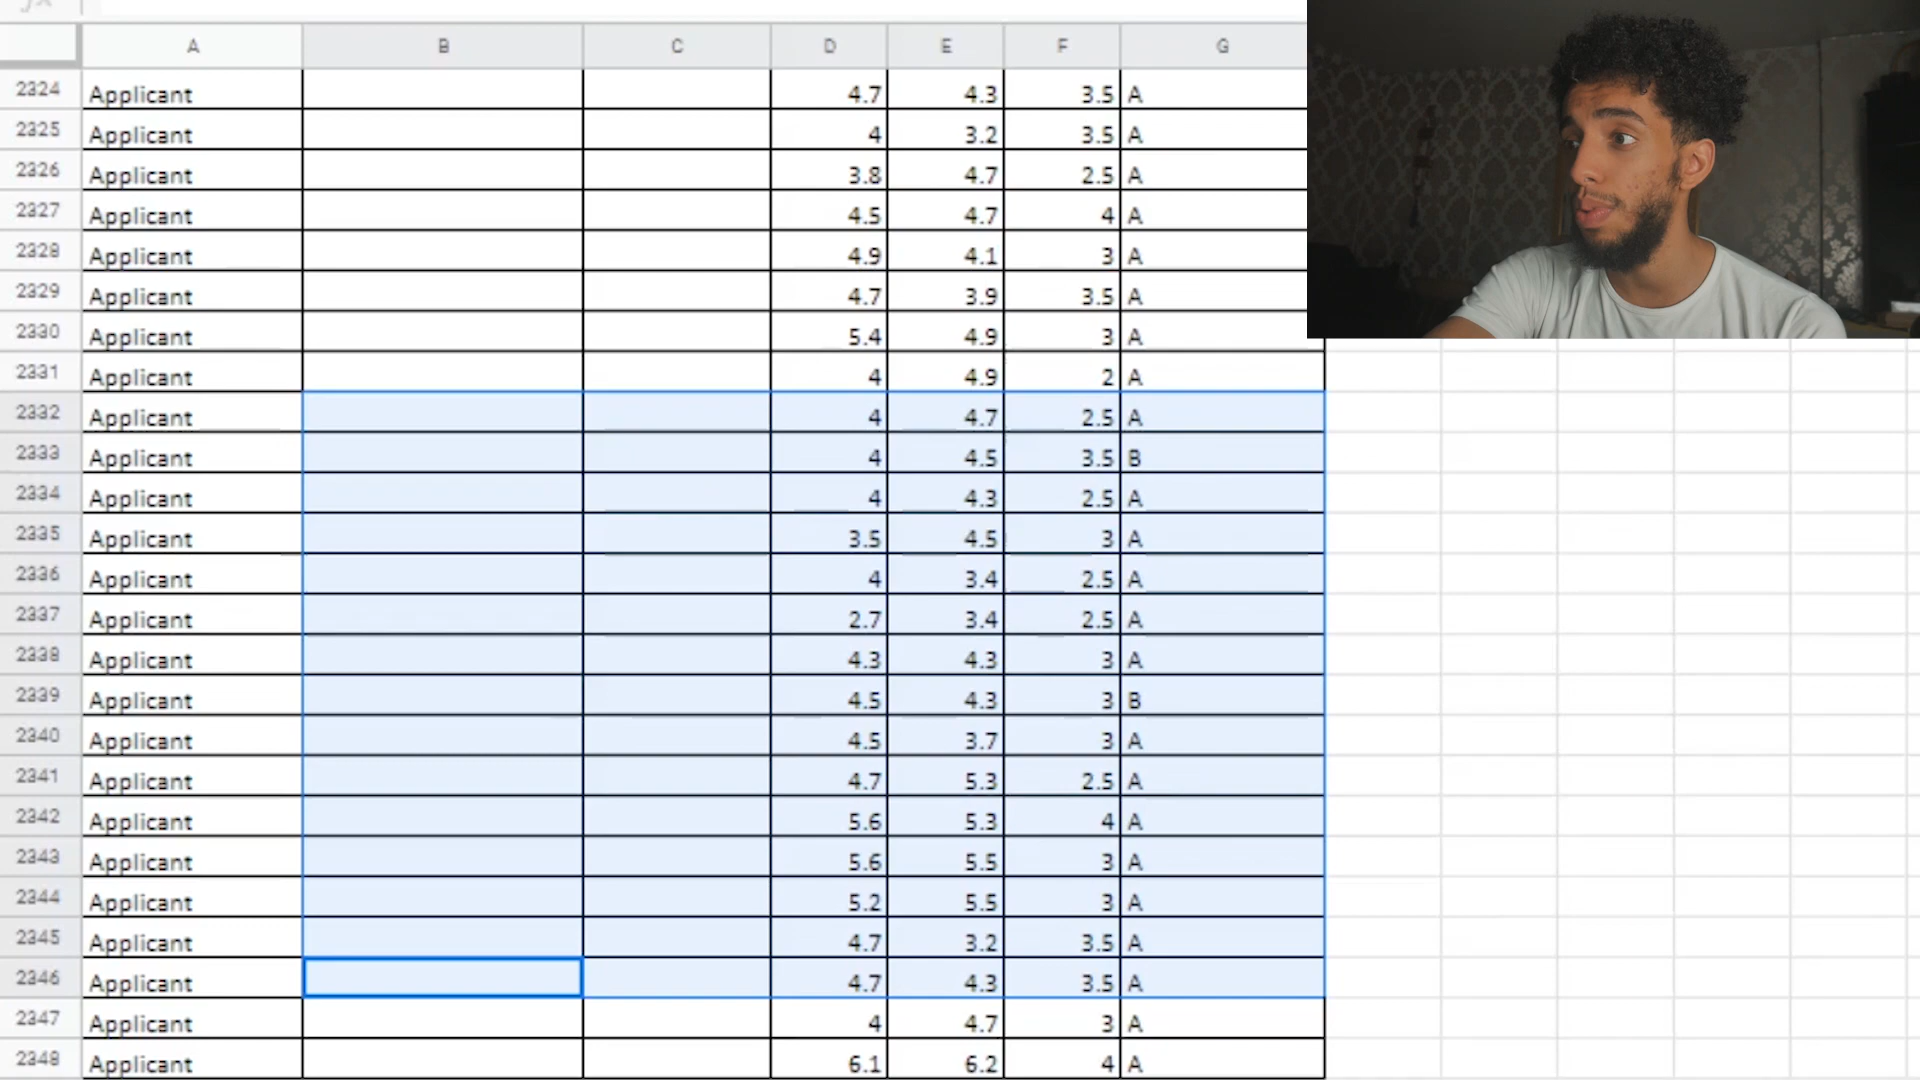 A B C D E F G
2324 Applicant 4.7 4.3 3.5 A
2325 Applicant 4 3.2 3.5 A
2326 Applicant 3.8 4.7 2.5 A
2327 Applicant 4.5 4.7 4 A
2328 Applicant 4.9 4.1 3 A
2329 Applicant 4.7 3.9 3.5 A
2330 Applicant 5.4 4.9 3 A
2331 Applicant 4 4.9 2 A
2332 Applicant 4 4.7 2.5 A
2333 Applicant 4 4.5 3.5 B
2334 Applicant 4 4.3 2.5 A
2335 Applicant 3.5 4.5 3 A
2336 Applicant 4 3.4 2.5 A
2337 Applicant 2.7 3.4 2.5 A
2338 Applicant 4.3 4.3 3 A
2339 Applicant 4.5 4.3 3 B
2340 Applicant 4.5 3.7 3 A
2341 Applicant 4.7 5.3 2.5 A
2342 Applicant 5.6 5.3 4 A
2343 Applicant 5.6 5.5 3 A
2344 Applicant 5.2 5.5 3 A
2345 Applicant 4.7 3.2 3.5 A
2346 Applicant 4.7 4.3 3.5 A
2347 Applicant 4 4.7 3 A
2348 Applicant 6.1 6.2 4 A